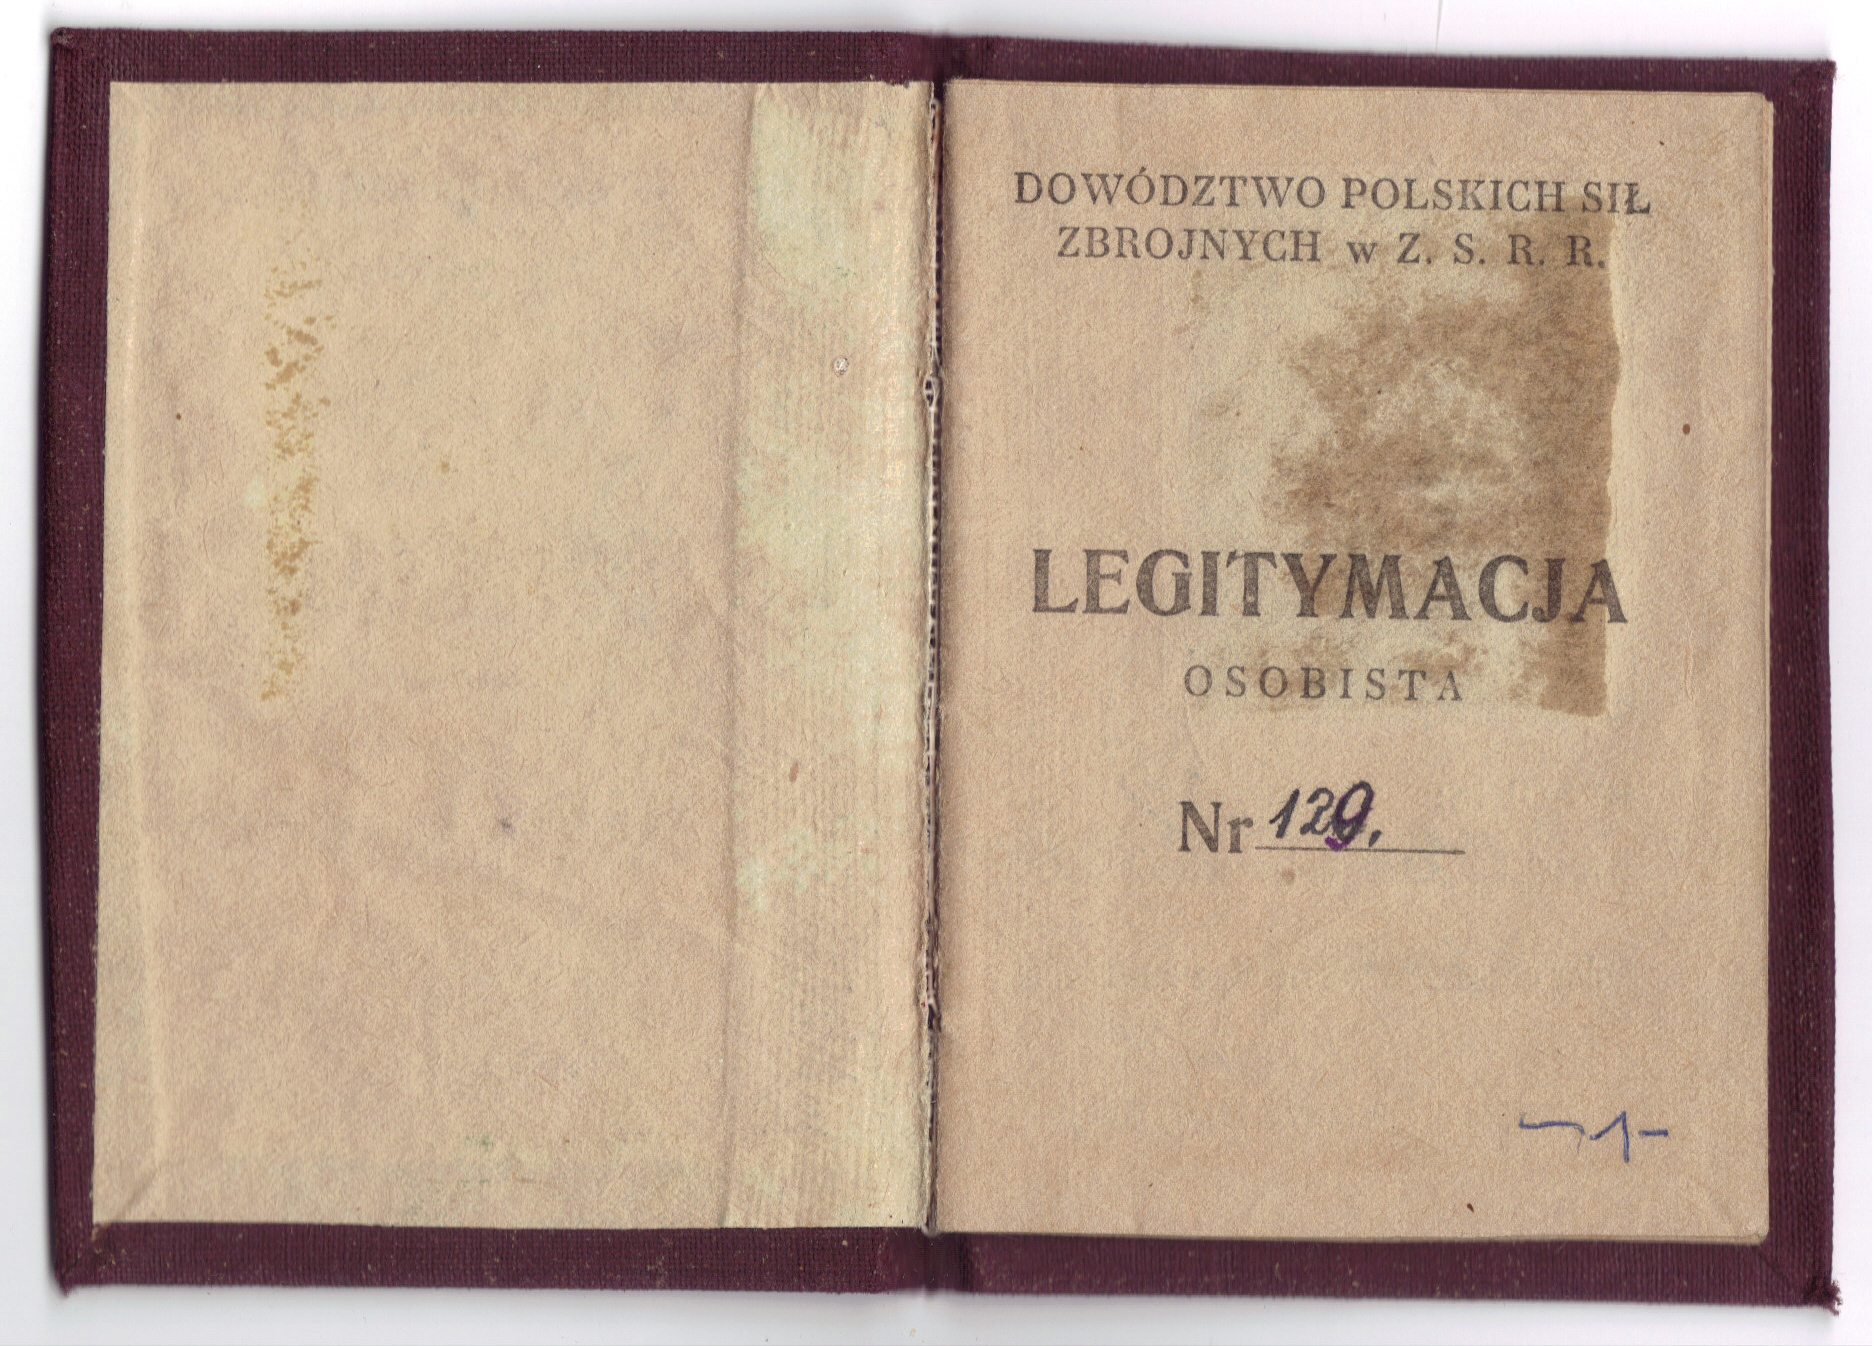 DOWÓDZTWO POLSKICH SIŁ
ZBROJNYCH w Z. S. R. R.
LEGITYMACJA
OSOBISTA
Nr 129.
-1-